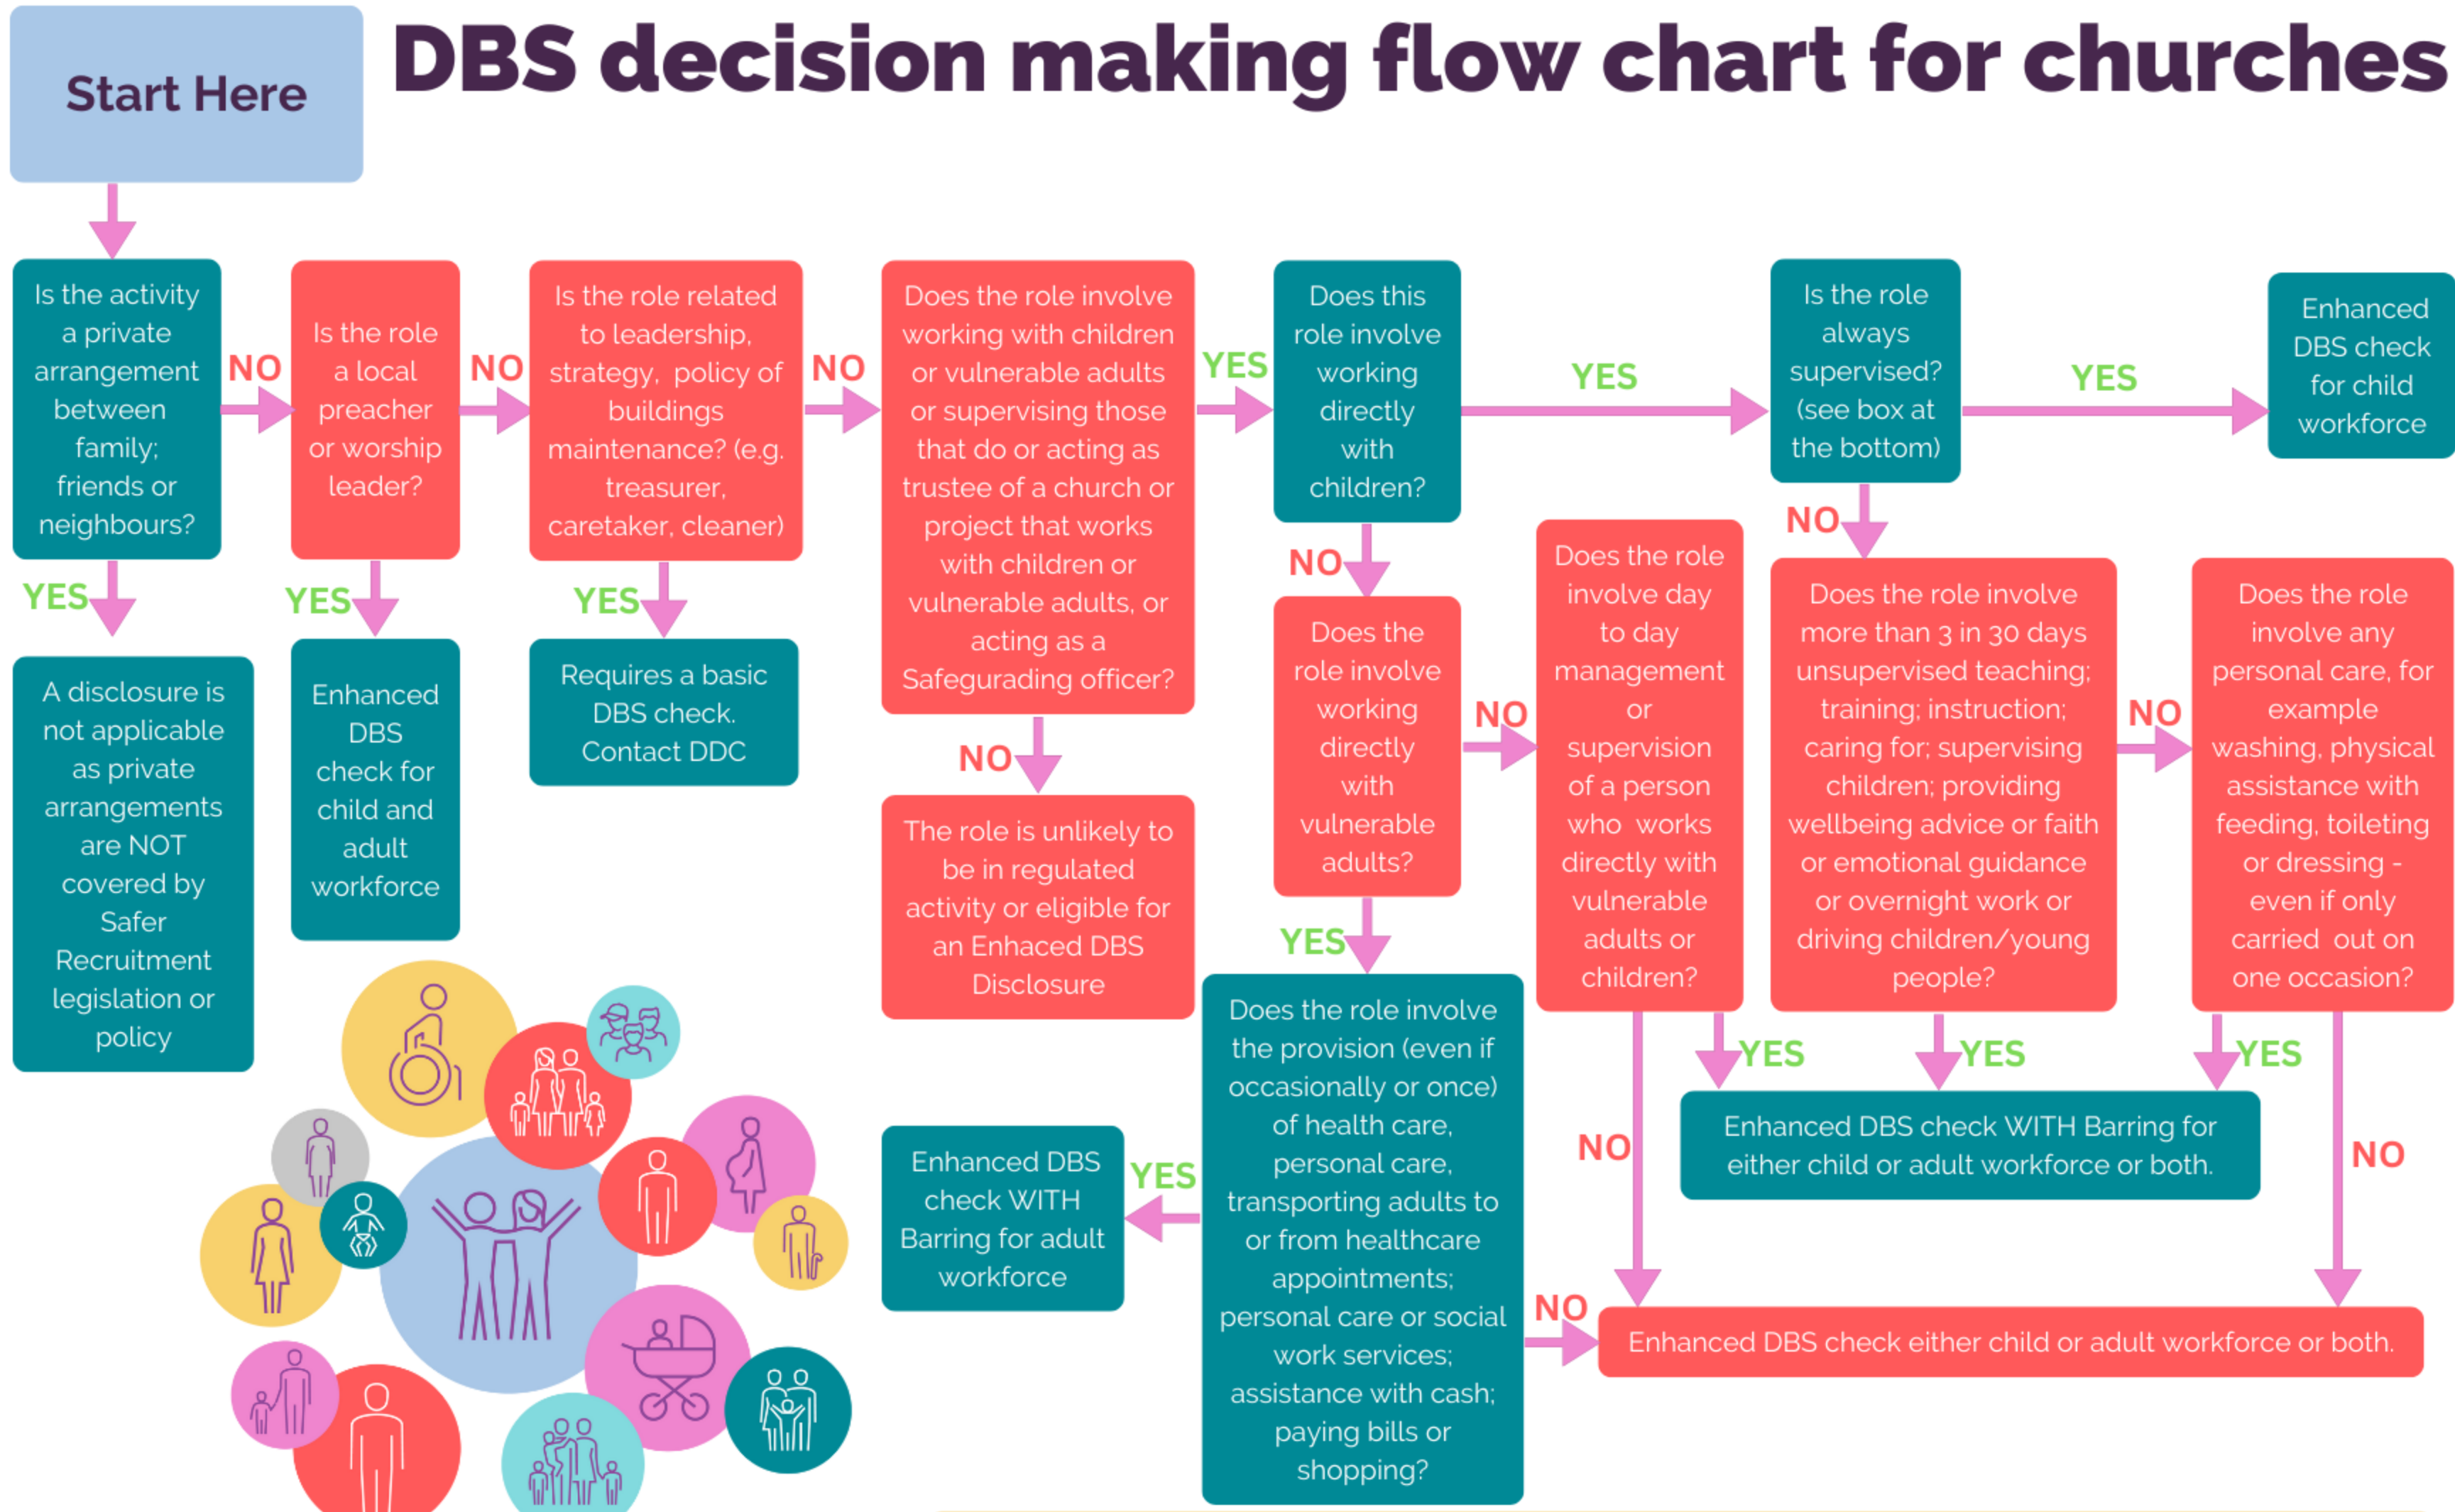 Start Here
DBS decision making flow chart for churches
Is the activity
a private
arrangement
between
family;
friends or
neighbours?
NO
YES
A disclosure is
not applicable
as private
arrangements
are NOT
covered by
Safer
Recruitment
legislation or
policy
Is the role
a local
preacher
or worship
leader?
NO
YES
Enhanced
DBS
check for
child and
adult
workforce
Is the role related
to leadership,
strategy, policy of
buildings
maintenance? (e.g.
treasurer,
caretaker, cleaner)
NO
YES
Requires a basic
DBS check.
Contact DDC
Does the role involve
working with children
or vulnerable adults
or supervising those
that do or acting as
trustee of a church or
project that works
with children or
vulnerable adults, or
acting as a
Safegurading officer?
YES
NO
The role is unlikely to
be in regulated
activity or eligible for
an Enhaced DBS
Disclosure
Does this
role involve
working
directly
with
children?
YES
NO
Does the
role involve
working
directly
with
vulnerable
adults?
NO
YES
Does the role involve
the provision (even if
occasionally or once)
of health care,
personal care,
transporting adults to
or from healthcare
appointments;
personal care or social
work services;
assistance with cash;
paying bills or
shopping?
YES
Enhanced DBS
check WITH
Barring for adult
workforce
NO
Does the role
involve day
to day
management
or
supervision
of a person
who works
directly with
vulnerable
adults or
children?
NO
YES
Is the role
always
supervised?
(see box at
the bottom)
YES
Enhanced
DBS check
for child
workforce
NO
Does the role involve
more than 3 in 30 days
unsupervised teaching;
training; instruction;
caring for; supervising
children; providing
wellbeing advice or faith
or emotional guidance
or overnight work or
driving children/young
people?
NO
YES
Does the role
involve any
personal care, for
example
washing, physical
assistance with
feeding, toileting
or dressing -
even if only
carried out on
one occasion?
YES
NO
Enhanced DBS check WITH Barring for
either child or adult workforce or both.
Enhanced DBS check either child or adult workforce or both.